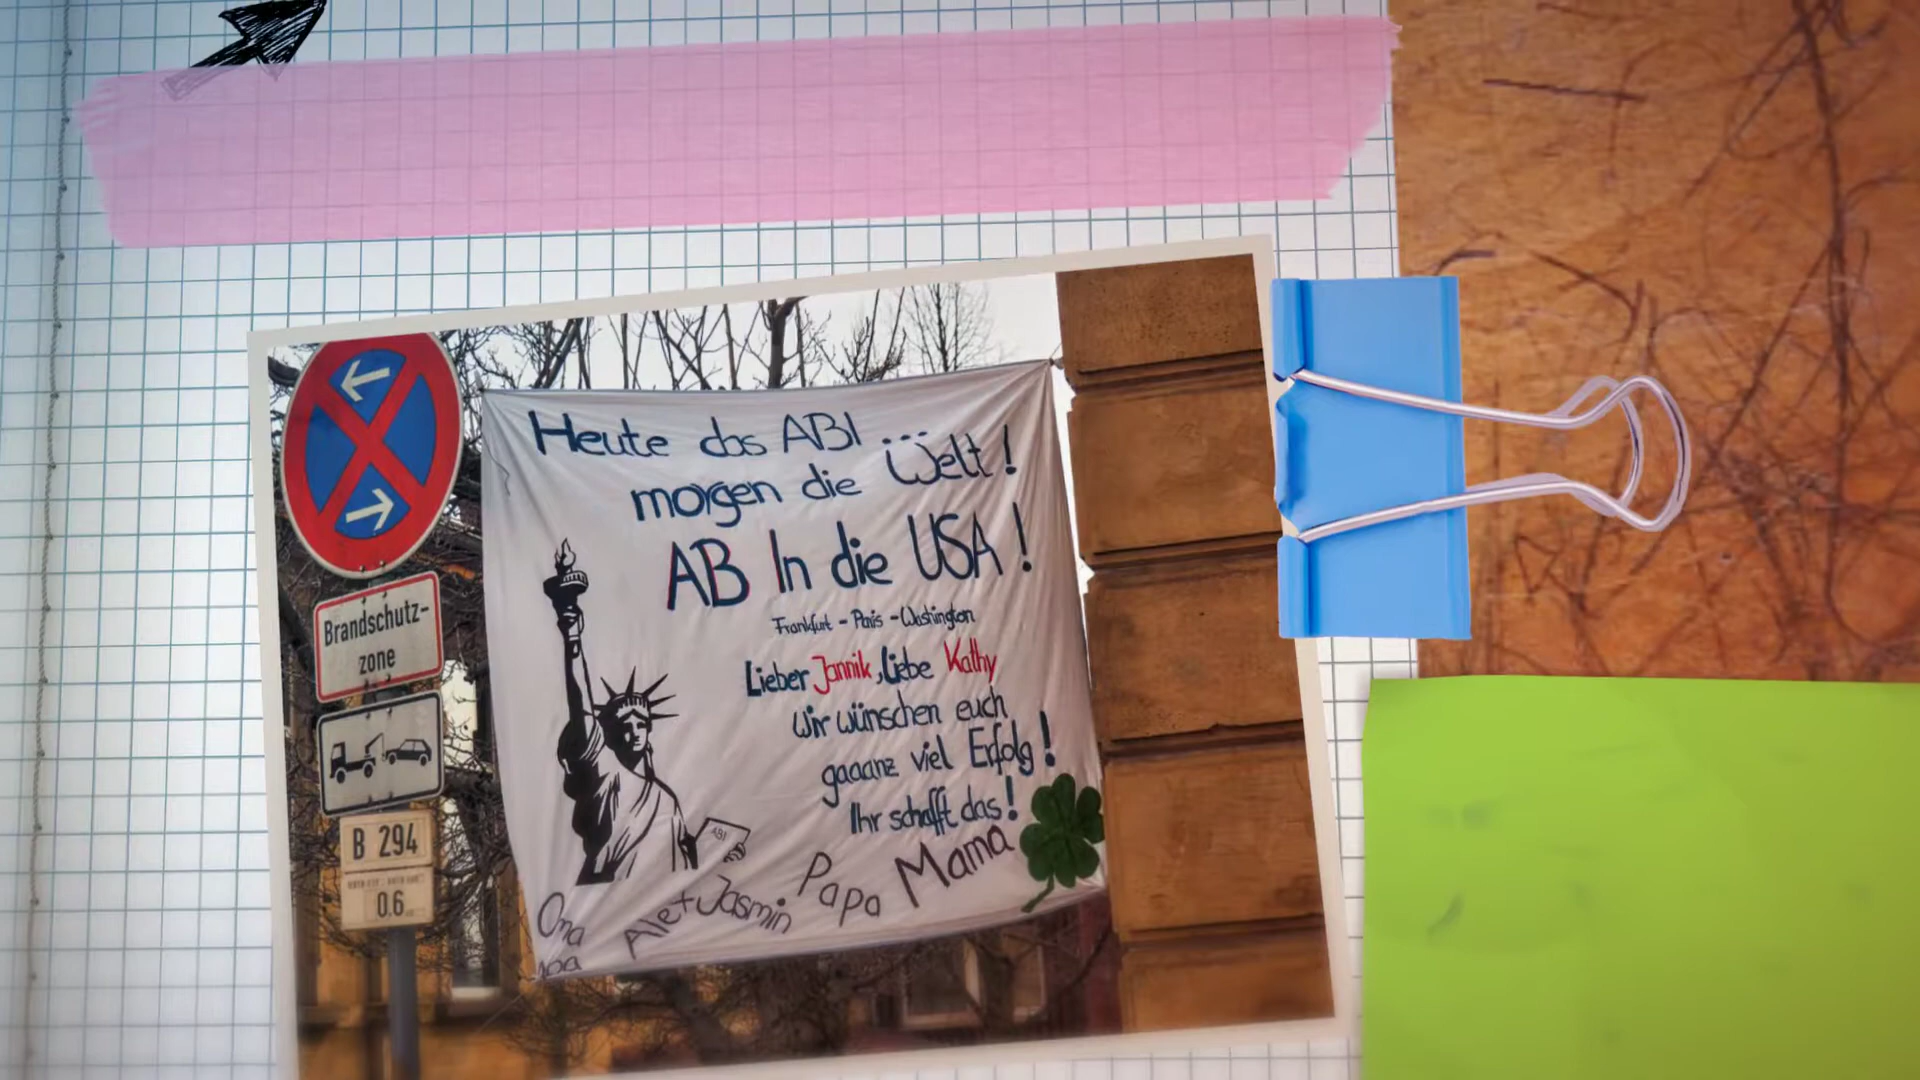 Brandschutz-
zone
B 294
0.6
Heute das ABI ...
morgen die Welt!
AB In die USA!
Frankfurt - Paris - Washington
Lieber Jannik, Liebe Kathy
Wir wünschen euch
gaaanz viel Erfolg!
Ihr schafft das!
ABI
Oma
Ale + Jasmin
Papa
Mama